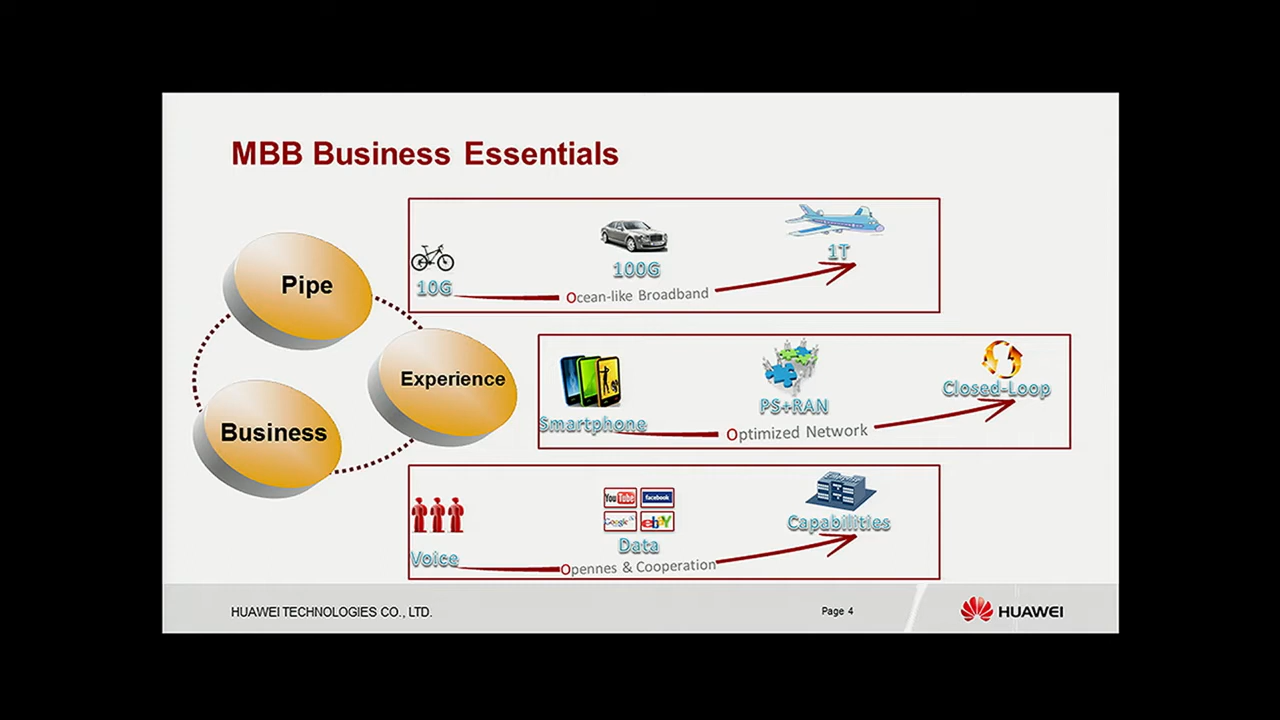 MBB Business Essentials
Pipe
Experience
Business
10G
100G
1T
Ocean-like Broadband
Smartphone
PS+RAN
Closed-Loop
Optimized Network
Voice
You Tube
facebook
Google
ebY
Data
Capabilities
Opennes & Cooperation
HUAWEI TECHNOLOGIES CO., LTD.
Page 4
HUAWEI